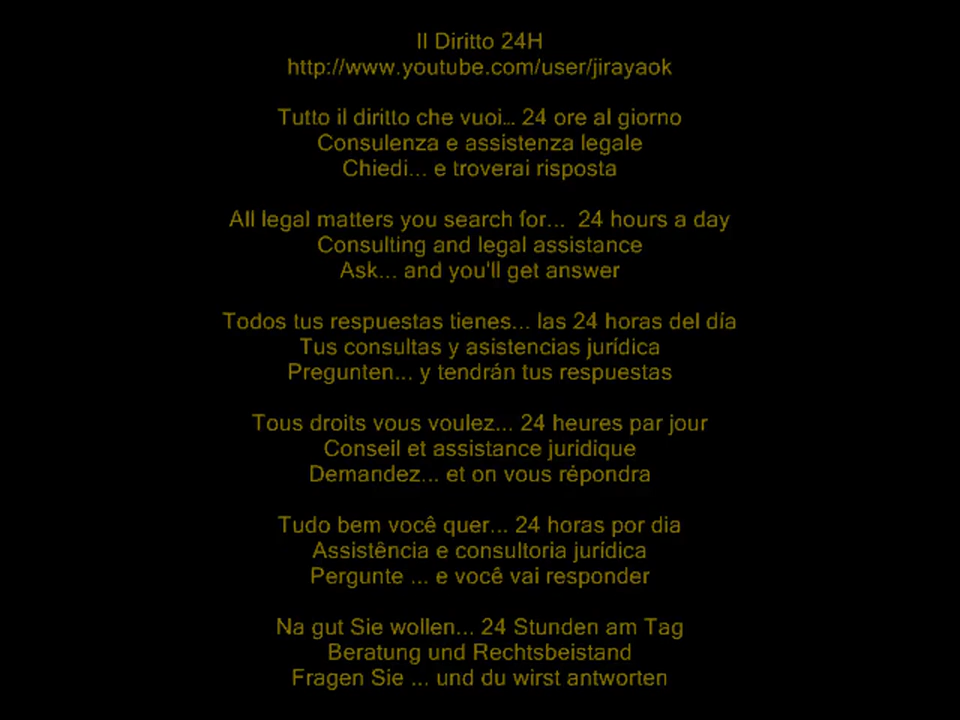 Il Diritto 24H
http://www.youtube.com/user/jirayaok
Tutto il diritto che vuoi... 24 ore al giorno
Consulenza e assistenza legale
Chiedi... e troverai risposta
All legal matters you search for...  24 hours a day
Consulting and legal assistance
Ask... and you'll get answer
Todos tus respuestas tienes... las 24 horas del día
Tus consultas y asistencias jurídica
Pregunten... y tendrán tus respuestas
Tous droits vous voulez... 24 heures par jour
Conseil et assistance juridique
Demandez... et on vous répondra
Tudo bem você quer... 24 horas por dia
Assistência e consultoria jurídica
Pergunte ... e você vai responder
Na gut Sie wollen... 24 Stunden am Tag
Beratung und Rechtsbeistand
Fragen Sie ... und du wirst antworten